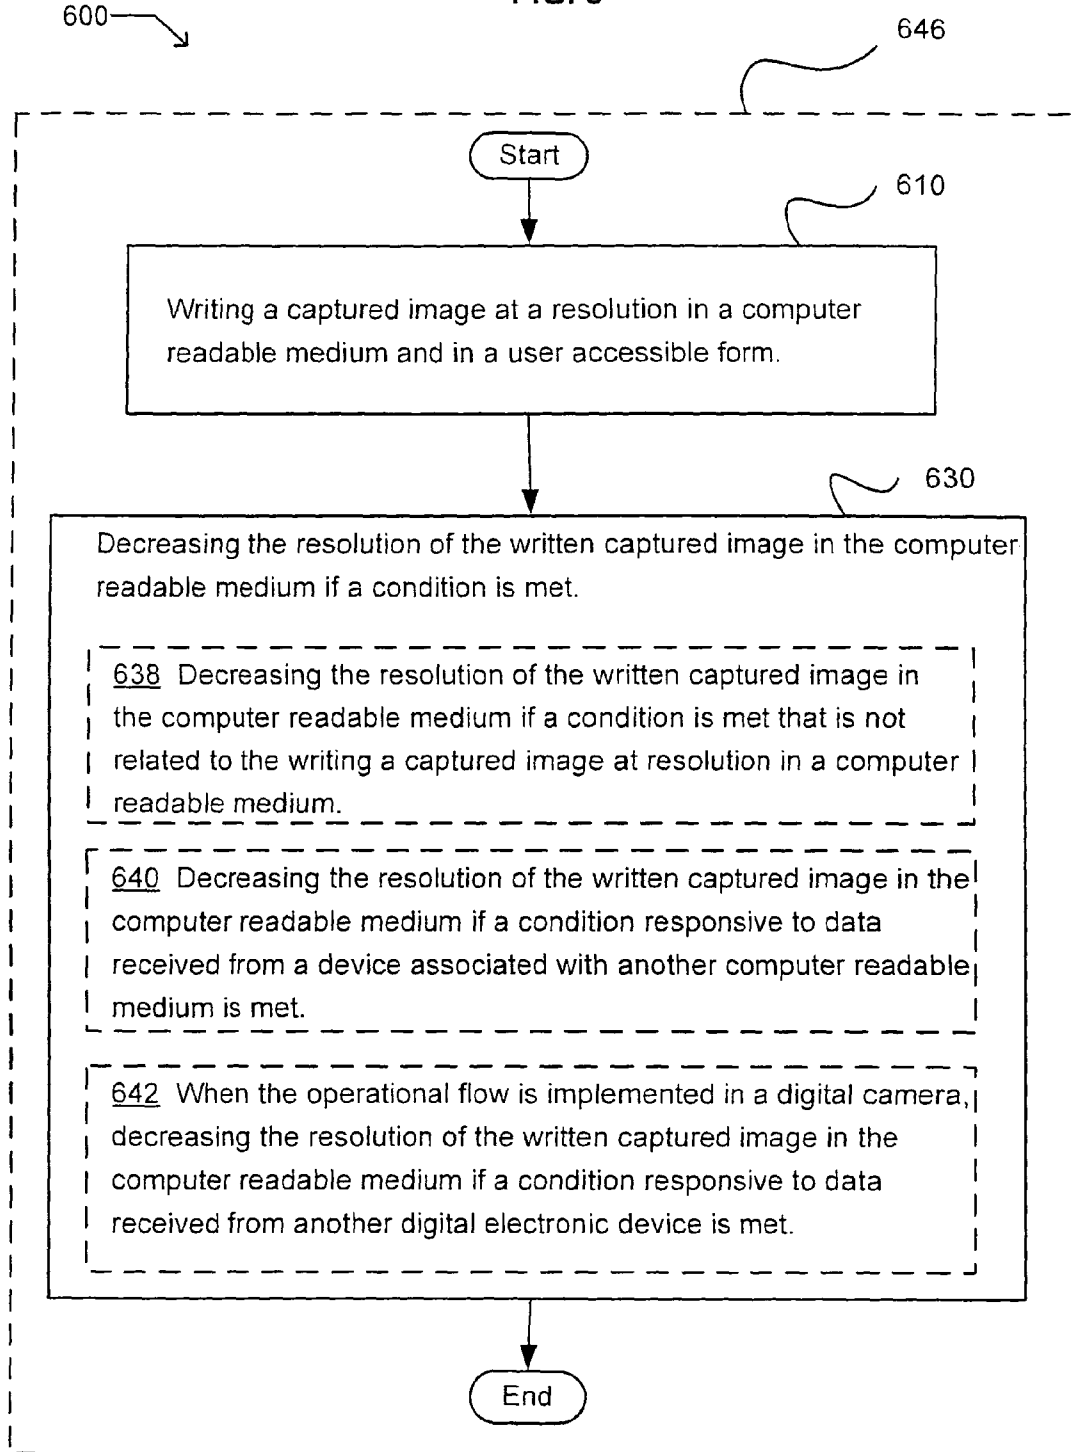 600
646
Start
610
Writing a captured image at a resolution in a computer
readable medium and in a user accessible form.
630
Decreasing the resolution of the written captured image in the computer
readable medium if a condition is met.
638 Decreasing the resolution of the written captured image in
the computer readable medium if a condition is met that is not
related to the writing a captured image at resolution in a computer
readable medium.
640 Decreasing the resolution of the written captured image in the
computer readable medium if a condition responsive to data
received from a device associated with another computer readable
medium is met.
642 When the operational flow is implemented in a digital camera,
decreasing the resolution of the written captured image in the
computer readable medium if a condition responsive to data
received from another digital electronic device is met.
End